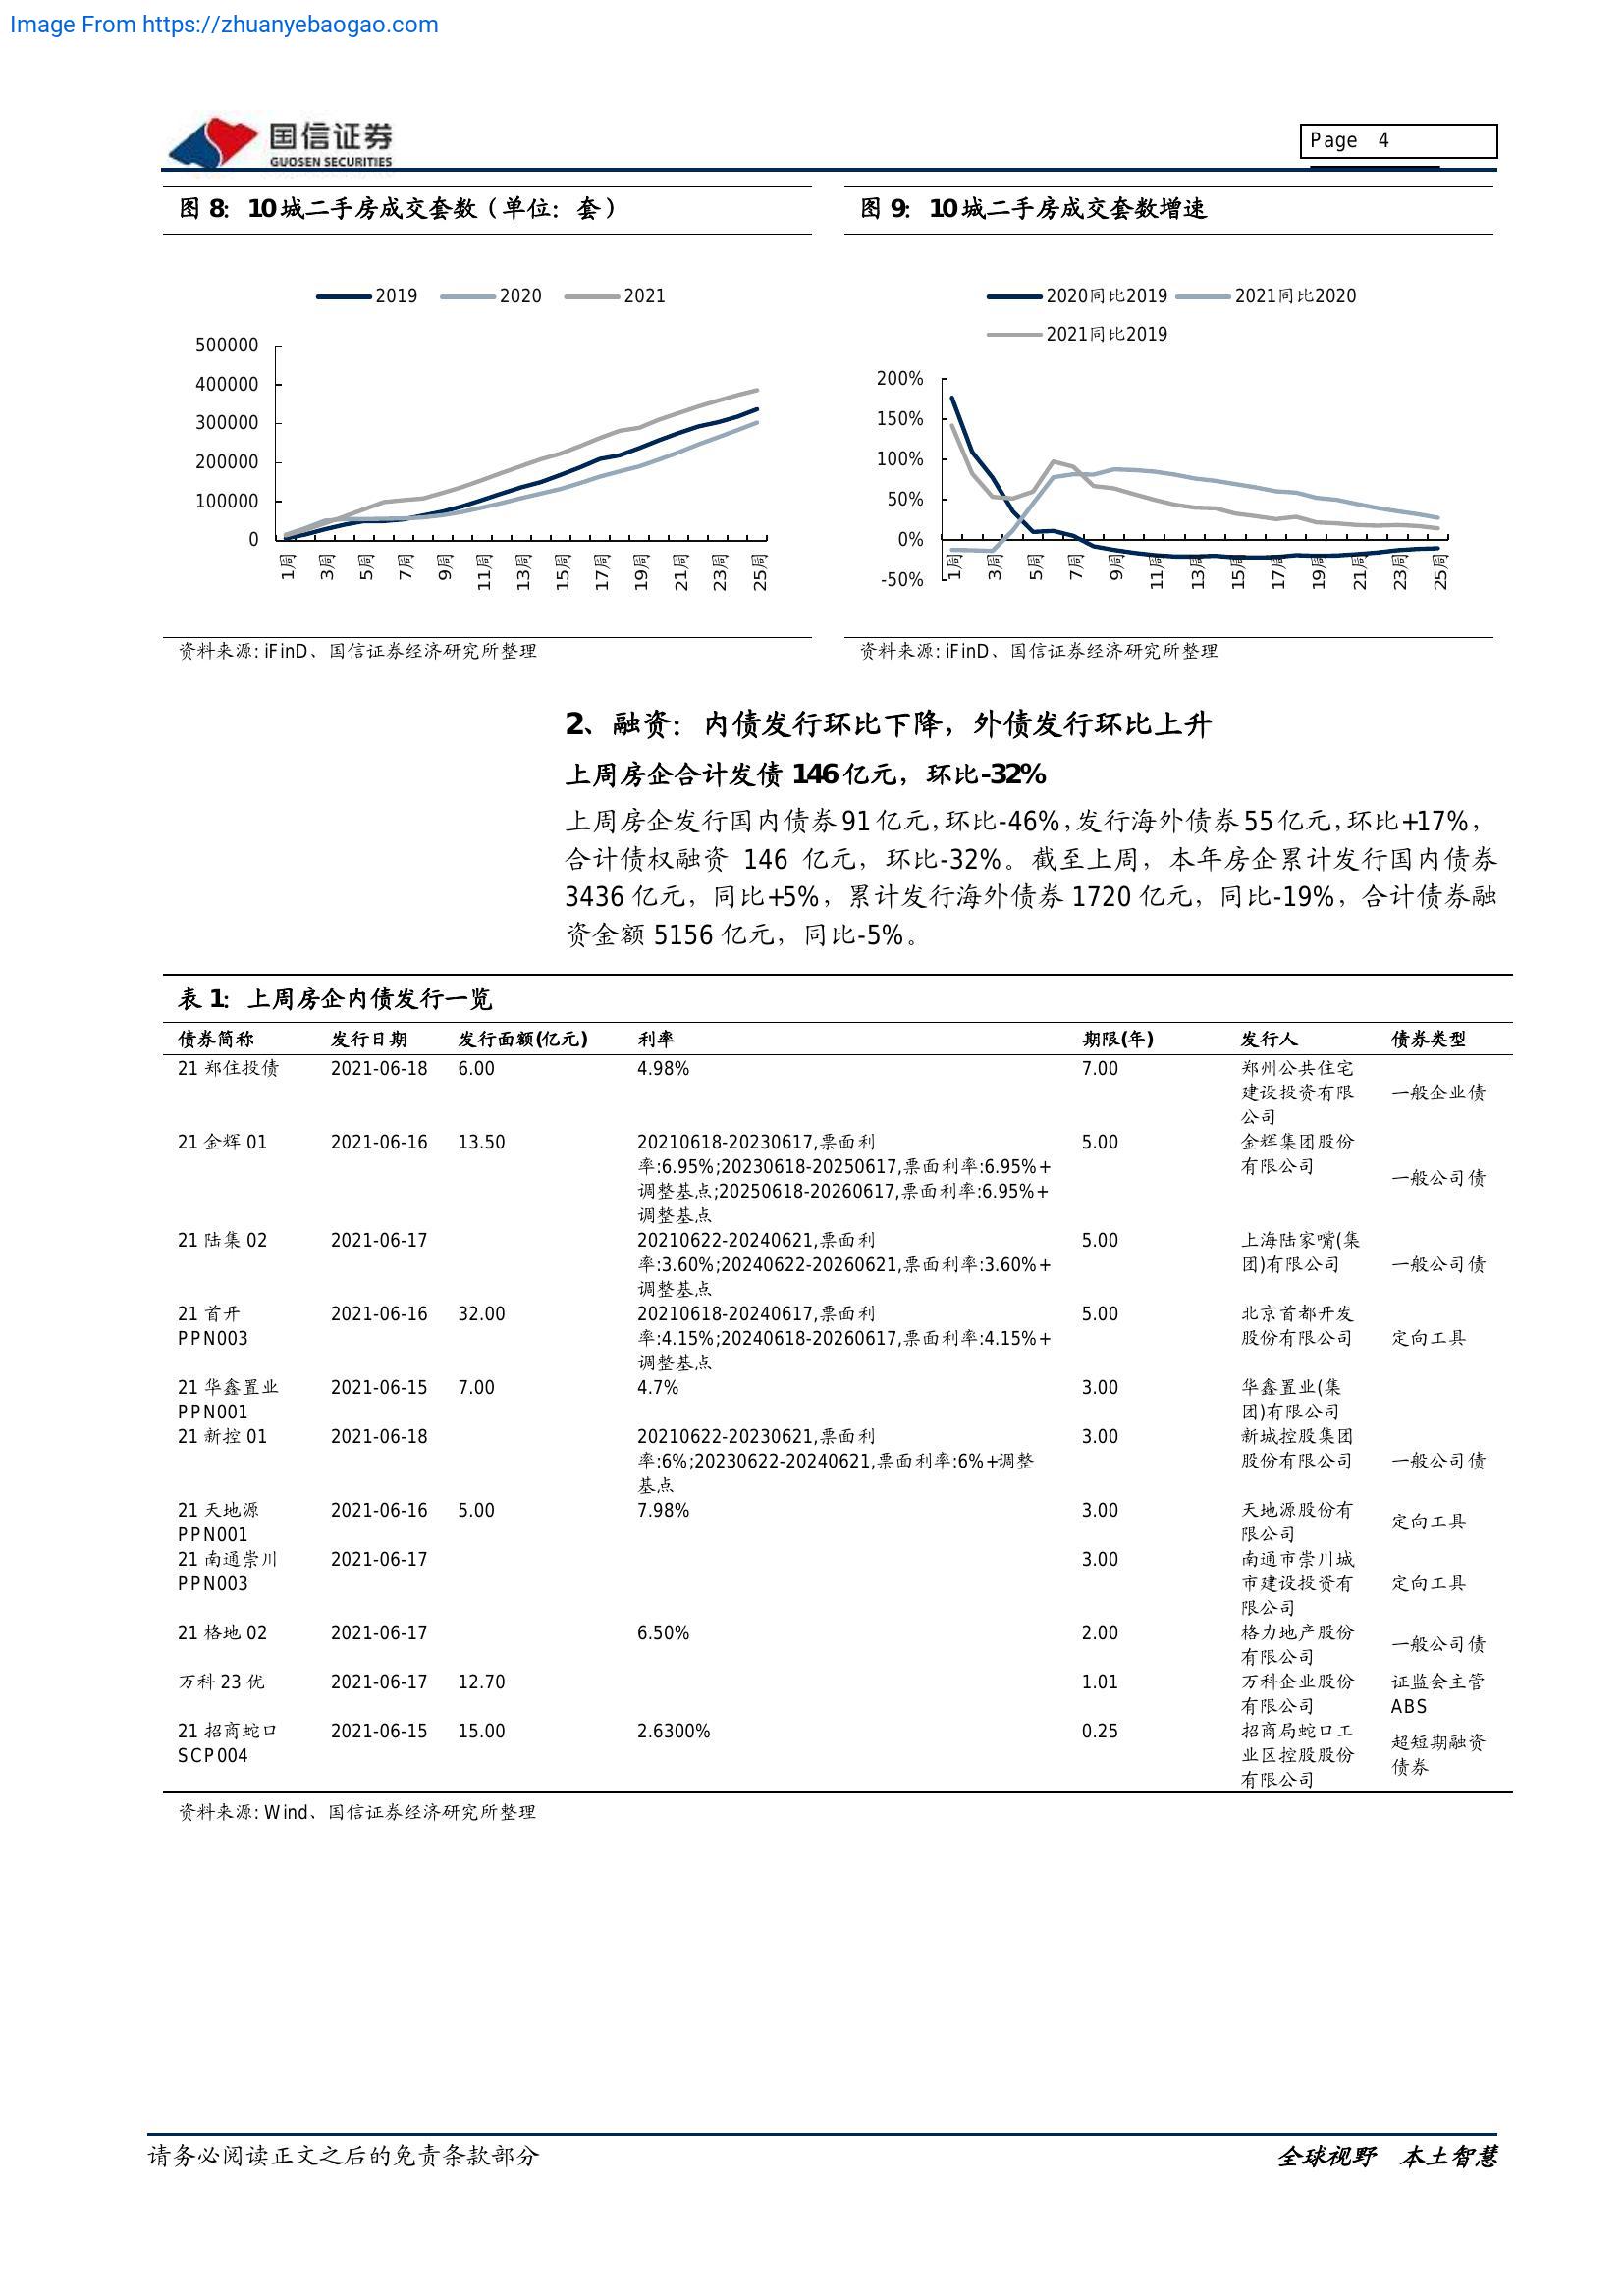 Image From https://zhuanyebaogao.com
国信证券
GUOSEN SECURITIES
Page 4
图 8：10 城二手房成交套数（单位：套）
2019 2020 2021
500000
400000
300000
200000
100000
0
1周 3周 5周 7周 9周 11周 13周 15周 17周 19周 21周 23周 25周
资料来源: iFinD、国信证券经济研究所整理
图 9：10 城二手房成交套数增速
2020同比2019 2021同比2020
2021同比2019
200%
150%
100%
50%
0%
-50%
1周 3周 5周 7周 9周 11周 13周 15周 17周 19周 21周 23周 25周
资料来源: iFinD、国信证券经济研究所整理
2、融资：内债发行环比下降，外债发行环比上升
上周房企合计发债 146 亿元，环比-32%
上周房企发行国内债券 91 亿元，环比-46%，发行海外债券 55 亿元，环比+17%，
合计债权融资 146 亿元，环比-32%。截至上周，本年房企累计发行国内债券
3436 亿元，同比+5%，累计发行海外债券 1720 亿元，同比-19%，合计债券融
资金额 5156 亿元，同比-5%。
表 1：上周房企内债发行一览
债券简称 发行日期 发行面额(亿元) 利率 期限(年) 发行人 债券类型
21 郑住投债 2021-06-18 6.00 4.98% 7.00 郑州公共住宅
建设投资有限 一般企业债
公司
21 金辉 01 2021-06-16 13.50 20210618-20230617,票面利 5.00 金辉集团股份
率:6.95%;20230618-20250617,票面利率:6.95%+ 有限公司
一般公司债
调整基点;20250618-20260617,票面利率:6.95%+
调整基点
21 陆集 02 2021-06-17 20210622-20240621,票面利 5.00 上海陆家嘴(集
率:3.60%;20240622-20260621,票面利率:3.60%+ 团)有限公司 一般公司债
调整基点
21 首开 2021-06-16 32.00 20210618-20240617,票面利 5.00 北京首都开发
PPN003 率:4.15%;20240618-20260617,票面利率:4.15%+ 股份有限公司 定向工具
调整基点
21 华鑫置业 2021-06-15 7.00 4.7% 3.00 华鑫置业(集
PPN001 团)有限公司
21 新控 01 2021-06-18 20210622-20230621,票面利 3.00 新城控股集团
率:6%;20230622-20240621,票面利率:6%+调整 股份有限公司 一般公司债
基点
21 天地源 2021-06-16 5.00 7.98% 3.00 天地源股份有 定向工具
PPN001 限公司
21 南通崇川 2021-06-17 3.00 南通市崇川城
PPN003 市建设投资有 定向工具
限公司
21 格地 02 2021-06-17 6.50% 2.00 格力地产股份 一般公司债
有限公司
万科 23 优 2021-06-17 12.70 1.01 万科企业股份 证监会主管
有限公司 ABS
21 招商蛇口 2021-06-15 15.00 2.6300% 0.25 招商局蛇口工 超短期融资
SCP004 业区控股股份 债券
有限公司
资料来源: Wind、国信证券经济研究所整理
请务必阅读正文之后的免责条款部分
全球视野 本土智慧